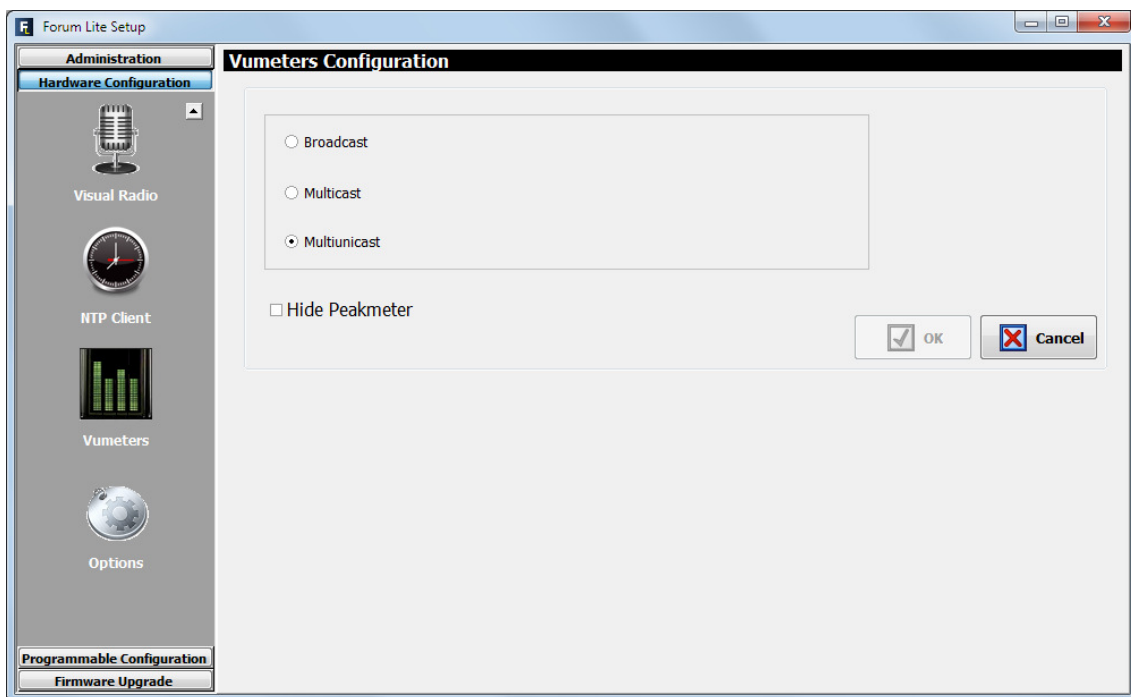 Forum Lite Setup
Administration
Hardware Configuration
Visual Radio
NTP Client
Vumeters
Options
Programmable Configuration
Firmware Upgrade
Vumeters Configuration
Broadcast
Multicast
Multiunicast
Hide Peakmeter
OK
Cancel